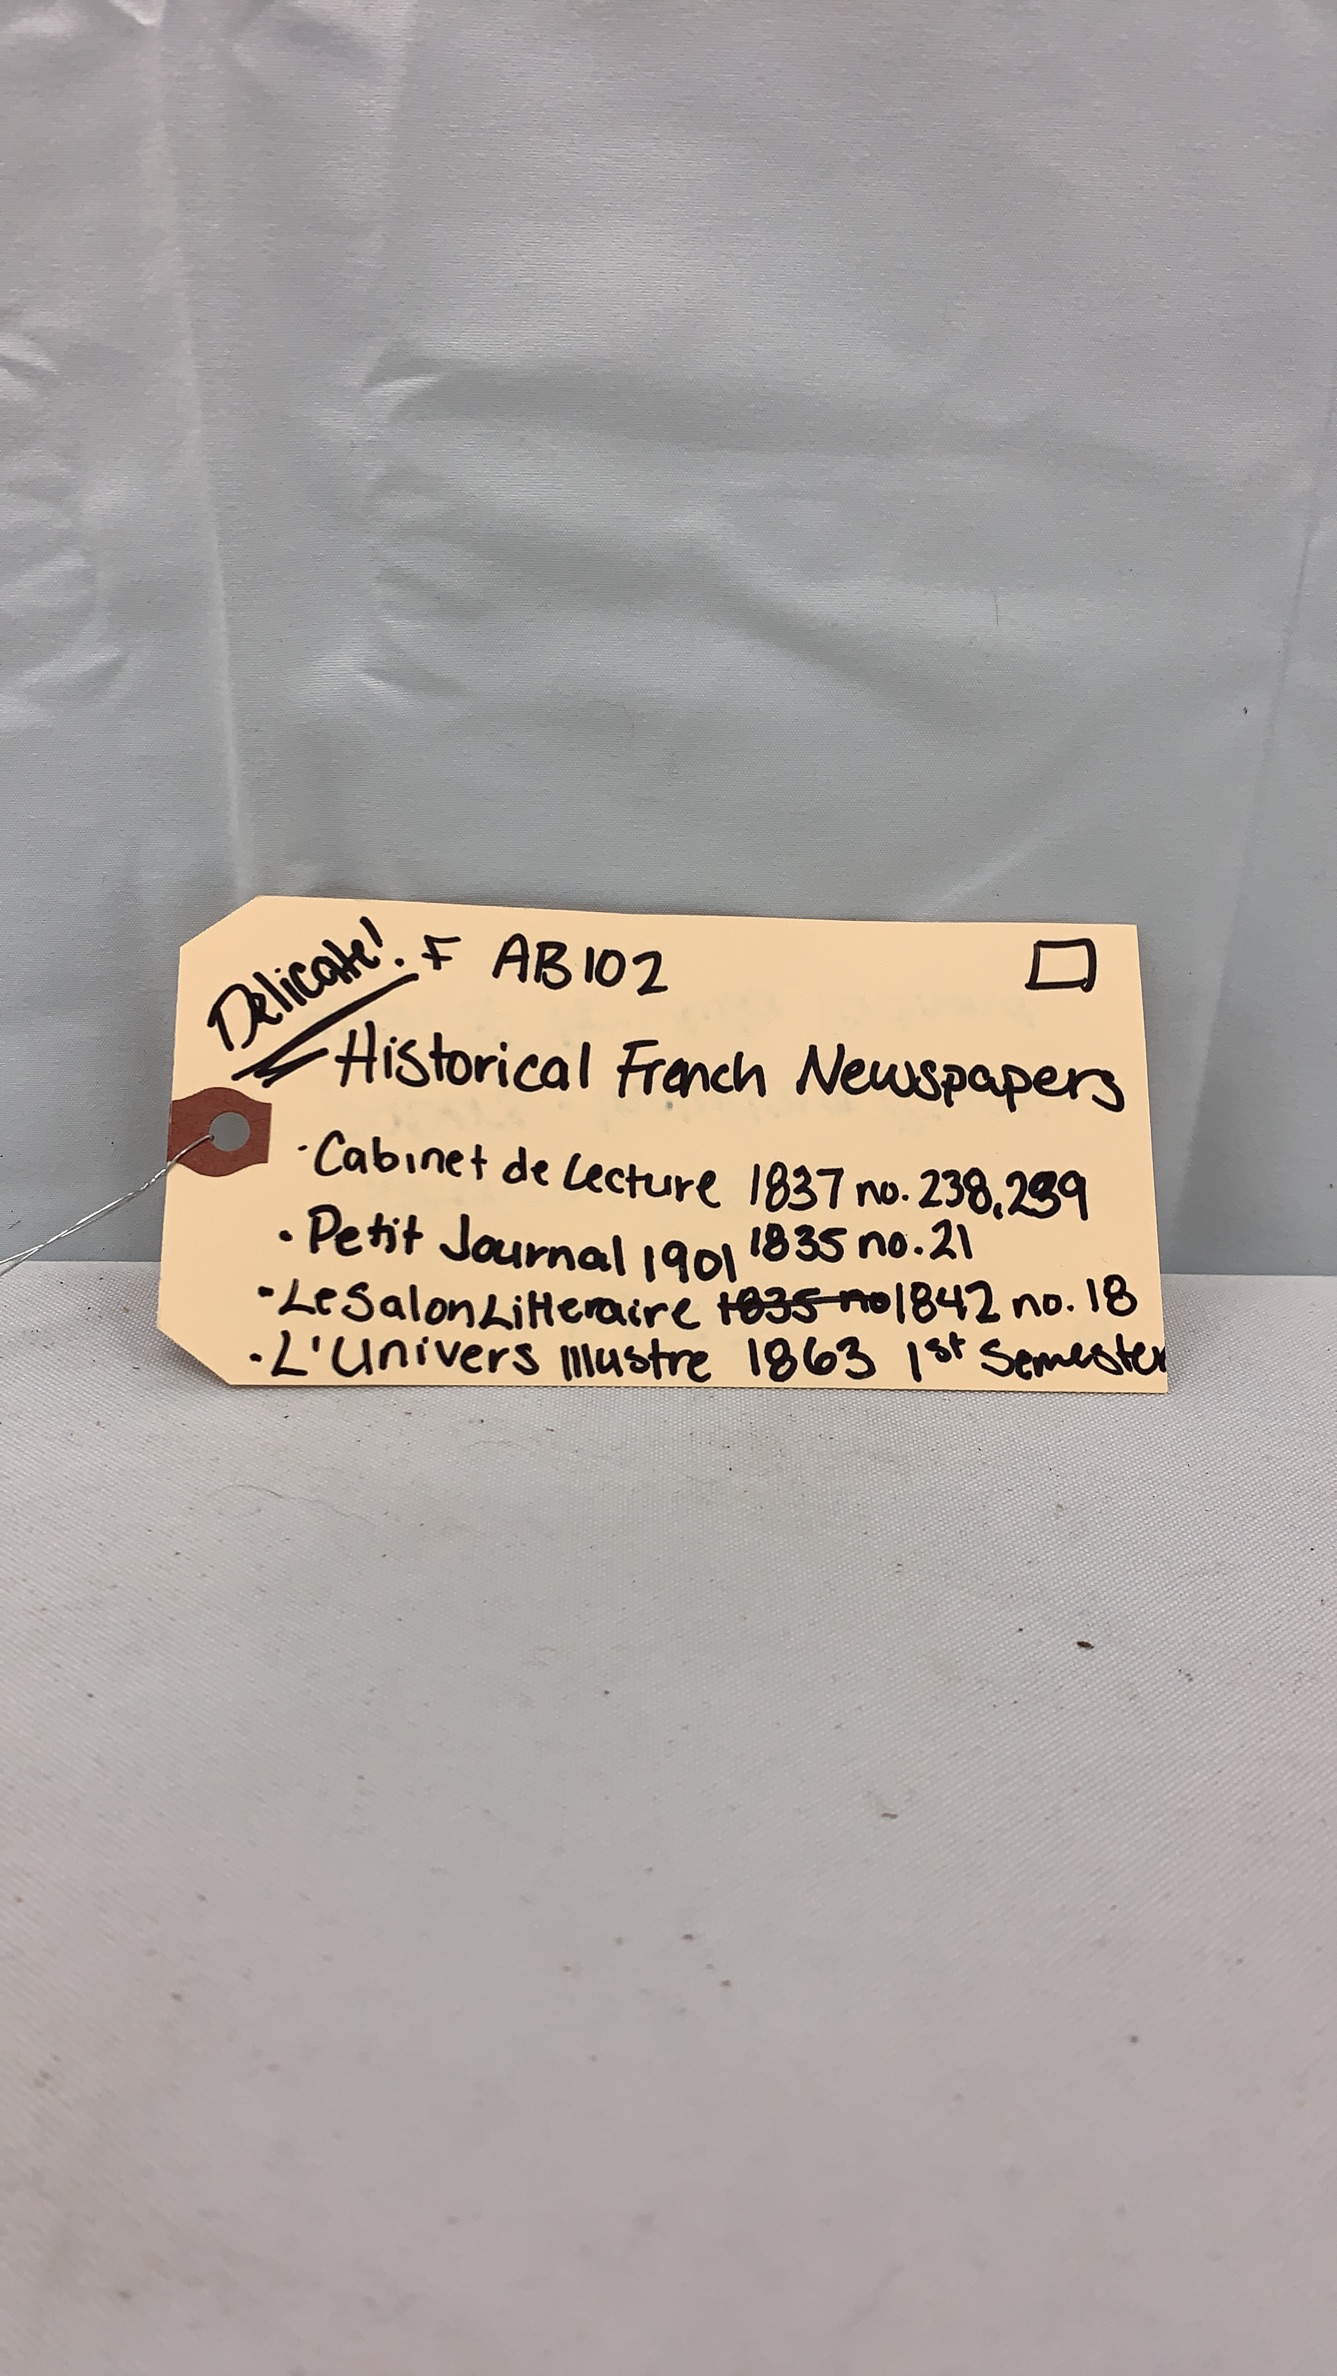 Delicate! F AB102
Historical French Newspapers
· Cabinet de Lecture 1837 no. 238, 239
1835 no. 21
· Petit Journal 1901
· Le Salon Litteraire 1835 no 1842 no. 18
· L'Univers Illustre 1863 1st Semester